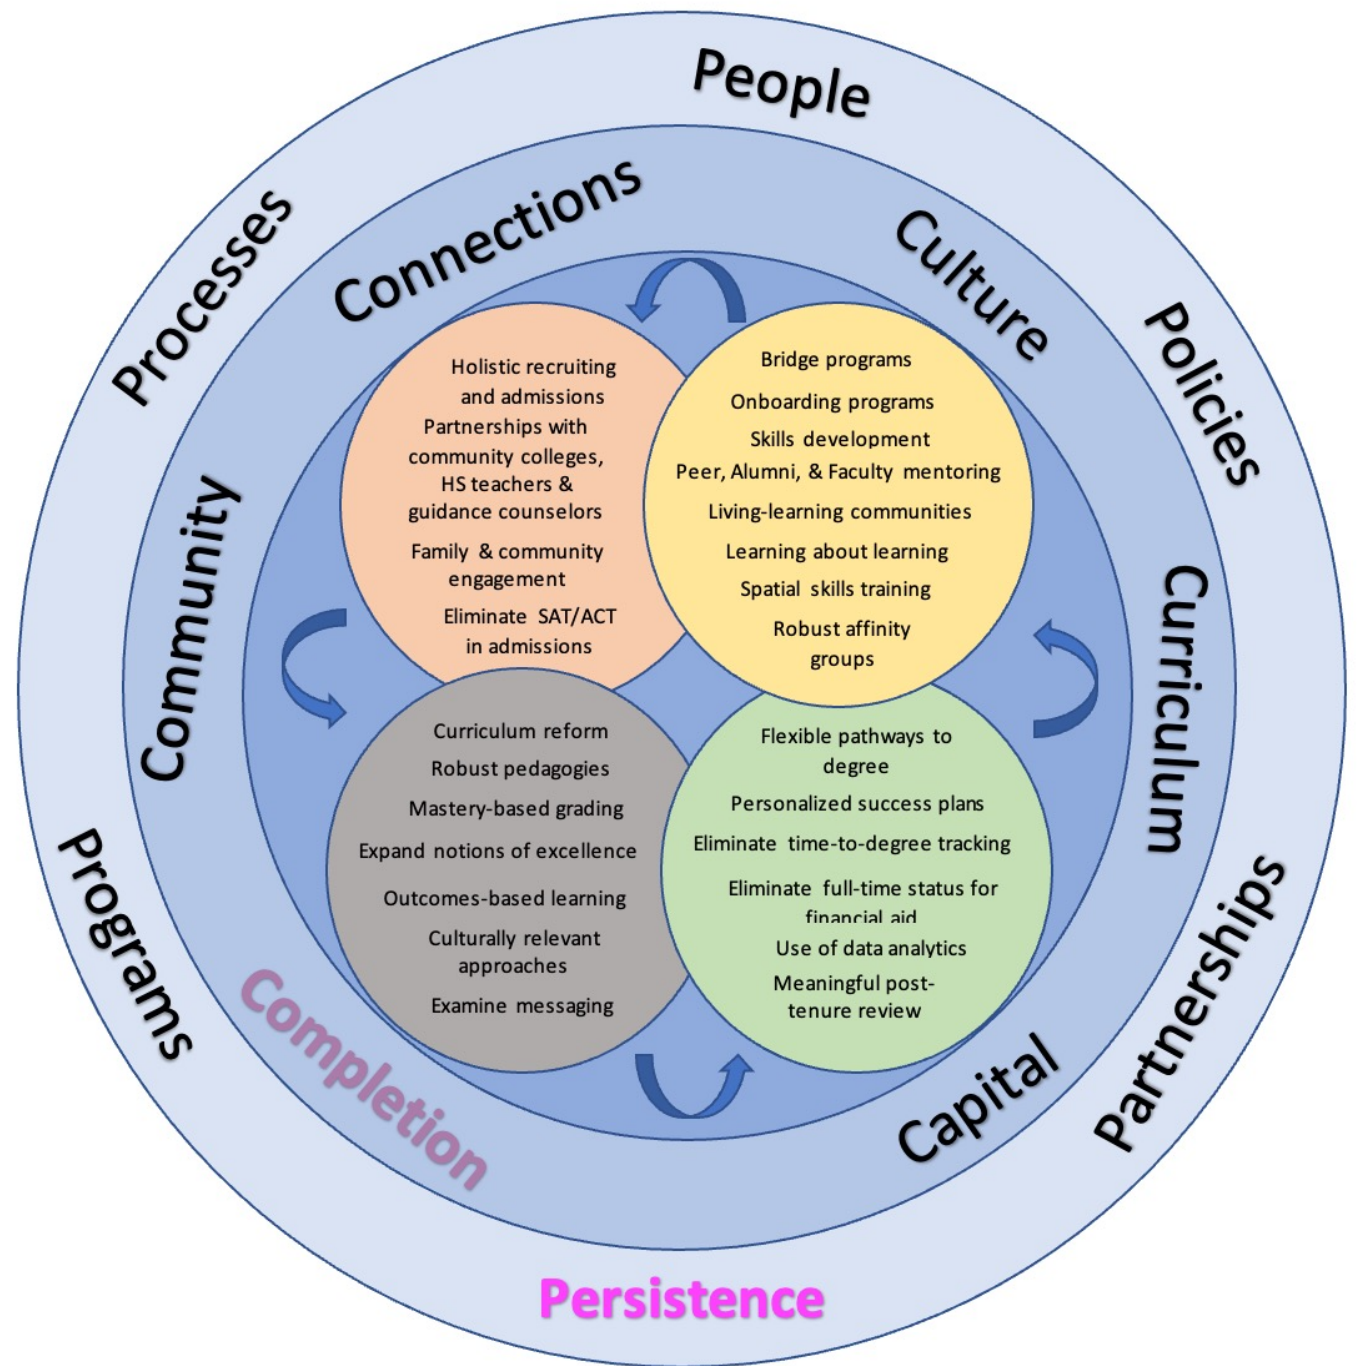 People
Policies
Partnerships
Persistence
Programs
Processes
Connections
Culture
Curriculum
Capital
Completion
Community
Holistic recruiting
and admissions
Partnerships with
community colleges,
HS teachers &
guidance counselors
Family & community
engagement
Eliminate SAT/ACT
in admissions
Bridge programs
Onboarding programs
Skills development
Peer, Alumni, & Faculty mentoring
Living-learning communities
Learning about learning
Spatial skills training
Robust affinity
groups
Curriculum reform
Robust pedagogies
Mastery-based grading
Expand notions of excellence
Outcomes-based learning
Culturally relevant
approaches
Examine messaging
Flexible pathways to
degree
Personalized success plans
Eliminate time-to-degree tracking
Eliminate full-time status for
financial aid
Use of data analytics
Meaningful post-
tenure review